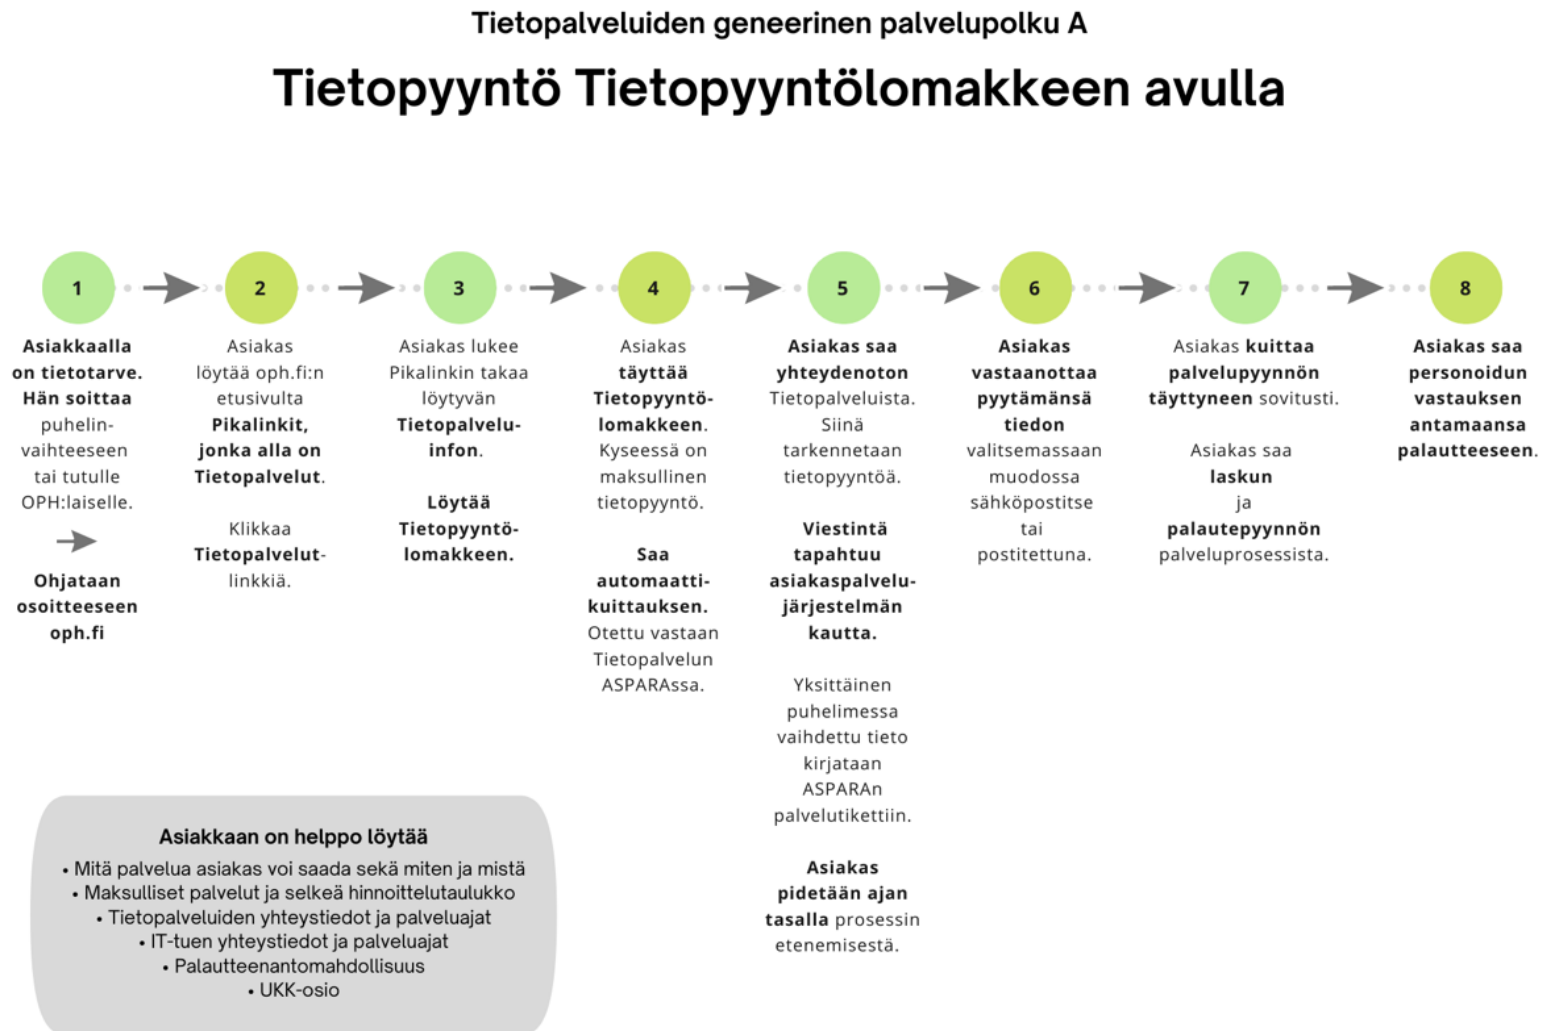 Tietopalveluiden geneerinen palvelupolku A
Tietopyyntö Tietopyyntölomakkeen avulla
1
Asiakkaalla
on tietotarve.
Hän soittaa
puhelin-
vaihteeseen
tai tutulle
OPH:laiselle.
Ohjataan
osoitteeseen
oph.fi
2
Asiakas
löytää oph.fi:n
etusivulta
Pikalinkit,
jonka alla on
Tietopalvelut.
Klikkaa
Tietopalvelut-
linkkiä.
3
Asiakas lukee
Pikalinkin takaa
löytyvän
Tietopalvelu-
infon.
Löytää
Tietopyyntö-
lomakkeen.
4
Asiakas
täyttää
Tietopyyntö-
lomakkeen.
Kyseessä on
maksullinen
tietopyyntö.
Saa
automaatti-
kuittauksen.
Otettu vastaan
Tietopalvelun
ASPARAssa.
5
Asiakas saa
yhteydenoton
Tietopalveluista.
Siinä
tarkennetaan
tietopyyntöä.
Viestintä
tapahtuu
asiakaspalvelu-
järjestelmän
kautta.
Yksittäinen
puhelimessa
vaihdettu tieto
kirjataan
ASPARAn
palvelutikettiin.
Asiakas
pidetään ajan
tasalla prosessin
etenemisestä.
6
Asiakas
vastaanottaa
pyytämänsä
tiedon
valitsemassaan
muodossa
sähköpostitse
tai
postitettuna.
7
Asiakas kuittaa
palvelupyynnön
täyttyneen sovitusti.
Asiakas saa
laskun
ja
palautepyynnön
palveluprosessista.
8
Asiakas saa
personoidun
vastauksen
antamaansa
palautteeseen.
Asiakkaan on helppo löytää
• Mitä palvelua asiakas voi saada sekä miten ja mistä
• Maksulliset palvelut ja selkeä hinnoittelutaulukko
• Tietopalveluiden yhteystiedot ja palveluajat
• IT-tuen yhteystiedot ja palveluajat
• Palautteenantomahdollisuus
• UKK-osio